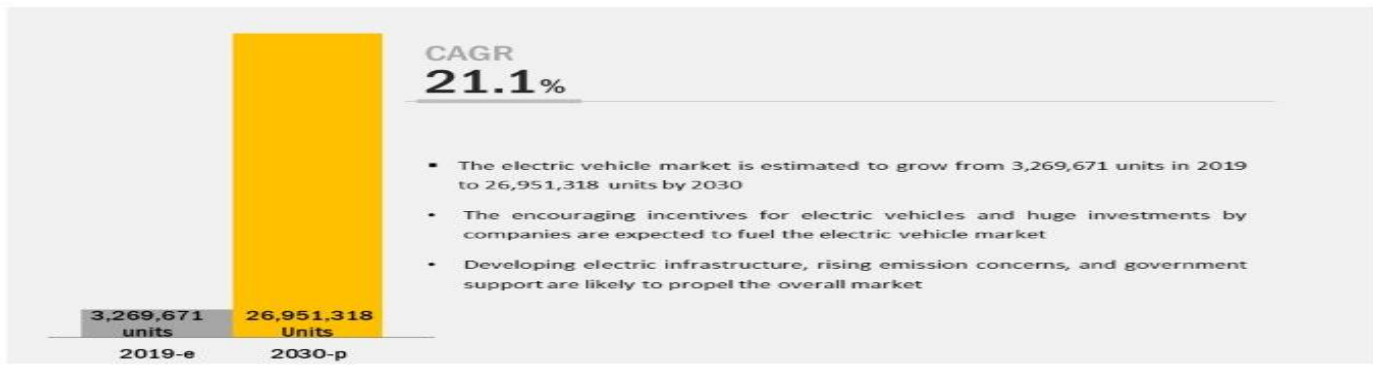 CAGR
21.1%
▪ The electric vehicle market is estimated to grow from 3,269,671 units in 2019
to 26,951,318 units by 2030
• The encouraging incentives for electric vehicles and huge investments by
companies are expected to fuel the electric vehicle market
• Developing electric infrastructure, rising emission concerns, and government
support are likely to propel the overall market
3,269,671
units
26,951,318
Units
2019-e
2030-p